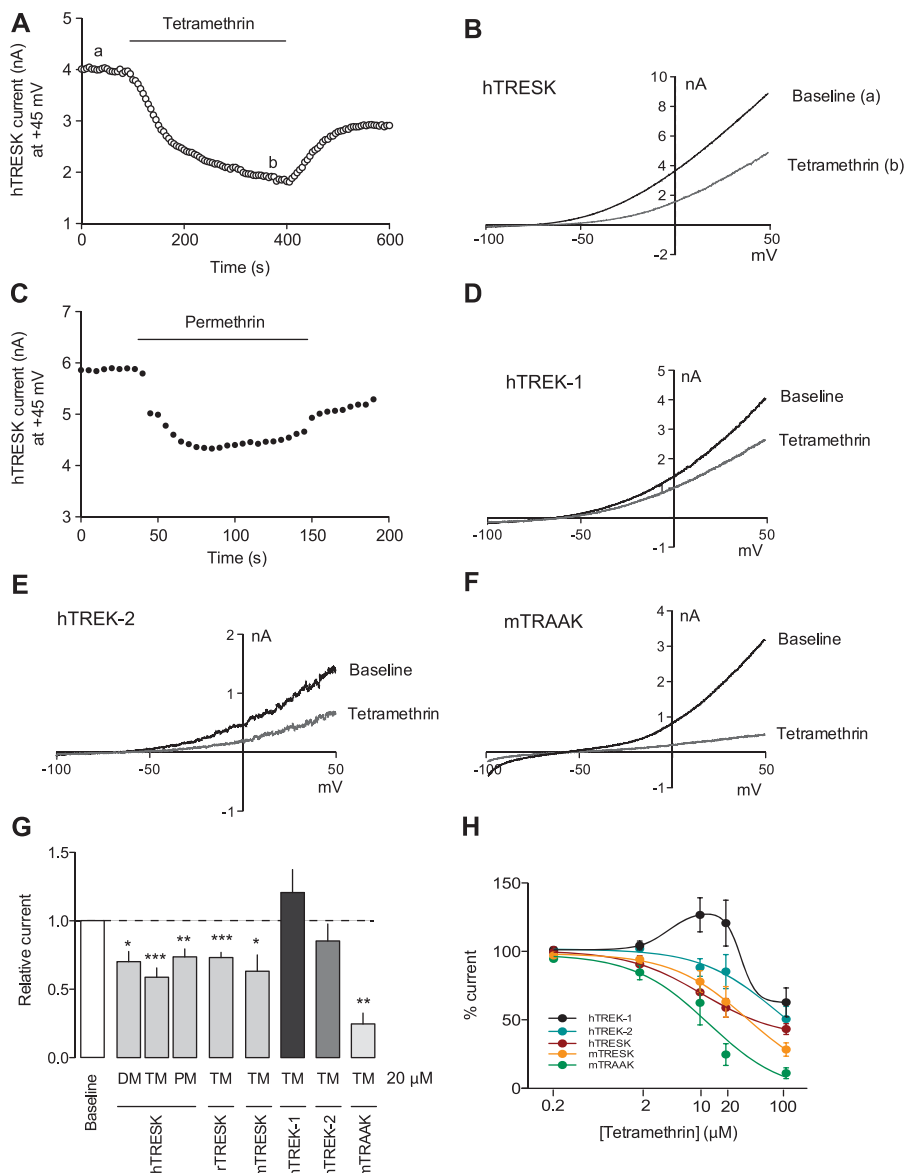 A
Tetramethrin
hTRESK current (nA)
at +45 mV
5
4
3
2
1
a
b
0
200
400
600
Time (s)
B
hTRESK
nA
10
8
6
4
2
-2
-100
-50
50
mV
Baseline (a)
Tetramethrin (b)
C
Permethrin
hTRESK current (nA)
at +45 mV
7
6
5
4
3
0
50
100
150
200
Time (s)
D
hTREK-1
nA
5
4
3
2
1
-1
-100
-50
50
mV
Baseline
Tetramethrin
E
hTREK-2
nA
2
1
-1
-100
-50
50
mV
Baseline
Tetramethrin
F
mTRAAK
nA
4
3
2
1
-1
-100
-50
50
mV
Baseline
Tetramethrin
G
Relative current
1.5
1.0
0.5
0.0
* *** ** *** * **
DM TM PM TM TM TM TM TM 20 µM
Baseline
hTRESK
rTRESK
mTRESK
hTREK-1
hTREK-2
mTRAAK
H
% current
150
100
50
0
hTREK-1
hTREK-2
hTRESK
mTRESK
mTRAAK
0.2 2 10 20 100
[Tetramethrin] (µM)